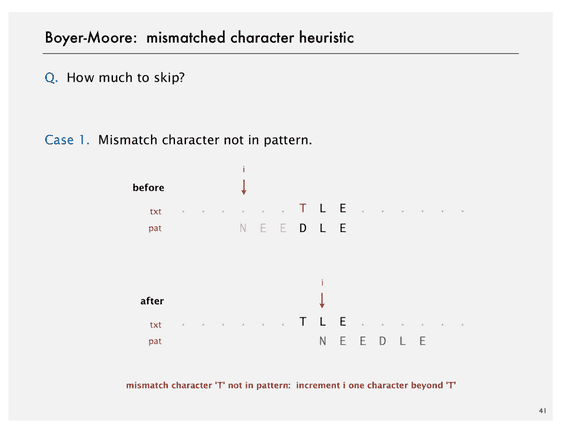 Boyer-Moore: mismatched character heuristic
Q. How much to skip?
Case 1. Mismatch character not in pattern.
i
before
txt . . . . . . T L E . . . . . .
pat N E E D L E
i
after
txt . . . . . . T L E . . . . . .
pat N E E D L E
mismatch character 'T' not in pattern: increment i one character beyond 'T'
41